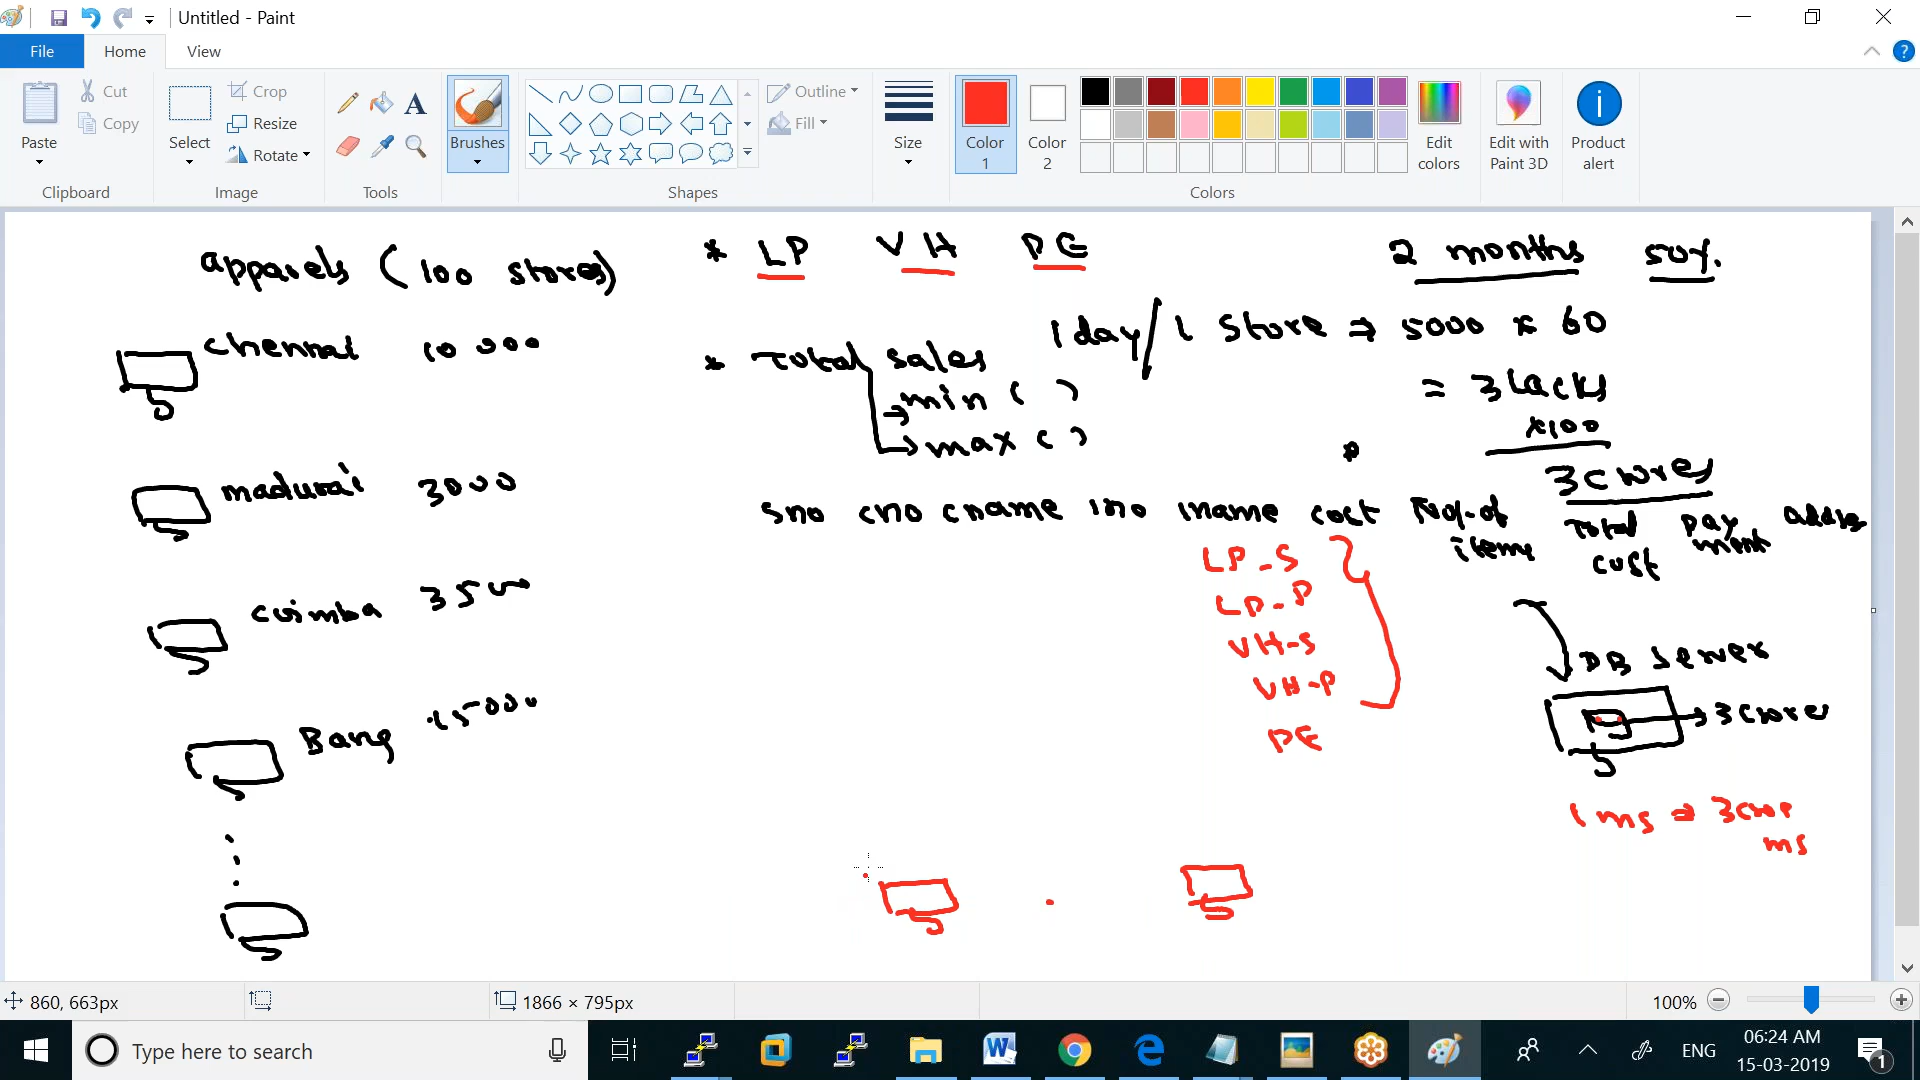 Untitled - Paint
File Home View
Paste
Cut
Copy
Clipboard
Select
Crop
Resize
Rotate
Image
Tools
Brushes
Shapes
Outline
Fill
Size
Color 1
Color 2
Edit colors
Colors
Edit with Paint 3D
Product alert
apparels (100 stores)
* LP VH PE
2 months 50%.
chennai 10 000
1 day / 1 store ⇒ 5000 x 60
= 3 lacks
x100
3 crores
* Total sales
→ min ( )
→ max ( )
*
madurai 3000
sno cno cname ino iname cost No.-of items Total cost pay ment
LP-S
LP-P
VH-S
VH-P
PE
coimba 3500
Bang 15000
DB Server
→ 3 crores
1 ms ⇒ 3 cror ms
860, 663px
1866 × 795px
100%
Type here to search
ENG
06:24 AM
15-03-2019
1